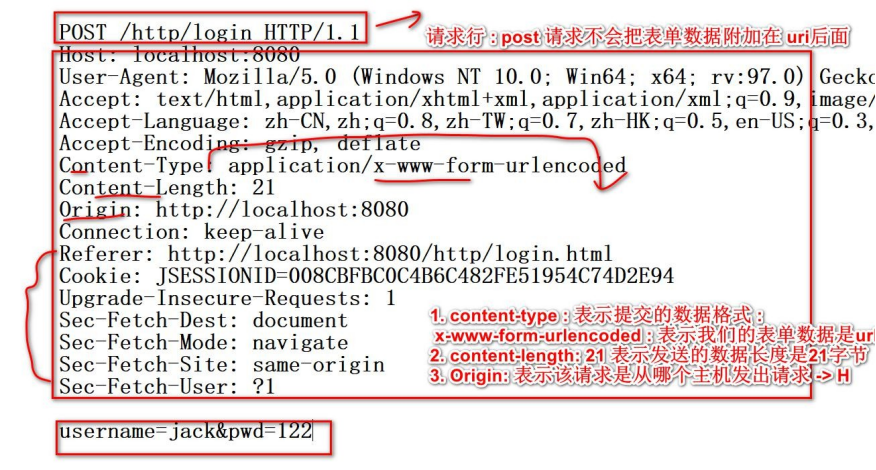 POST /http/login HTTP/1.1
请求行 : post 请求不会把表单数据附加在 uri后面
Host: localhost:8080
User-Agent: Mozilla/5.0 (Windows NT 10.0; Win64; x64; rv:97.0) Gecko
Accept: text/html,application/xhtml+xml,application/xml;q=0.9,image/
Accept-Language: zh-CN,zh;q=0.8,zh-TW;q=0.7,zh-HK;q=0.5,en-US;q=0.3,
Accept-Encoding: gzip, deflate
Content-Type: application/x-www-form-urlencoded
Content-Length: 21
Origin: http://localhost:8080
Connection: keep-alive
Referer: http://localhost:8080/http/login.html
Cookie: JSESSIONID=008CBFBC0C4B6C482FE51954C74D2E94
Upgrade-Insecure-Requests: 1
Sec-Fetch-Dest: document
Sec-Fetch-Mode: navigate
Sec-Fetch-Site: same-origin
Sec-Fetch-User: ?1
1. content-type : 表示提交的数据格式 :
x-www-form-urlencoded : 表示我们的表单数据是url
2. content-length: 21 表示发送的数据长度是21字节
3. Origin: 表示该请求是从哪个主机发出请求 -> H
username=jack&pwd=122